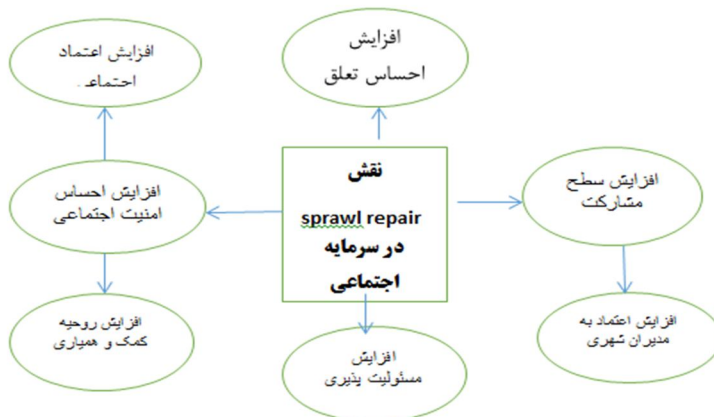 افزایش
احساس تعلق
افزایش اعتماد
اجتماعی
نقش
sprawl repair
در سرمایه
اجتماعی
افزایش سطح
مشارکت
افزایش احساس
امنیت اجتماعی
افزایش روحیه
کمک و همیاری
افزایش
مسئولیت پذیری
افزایش اعتماد به
مدیران شهری